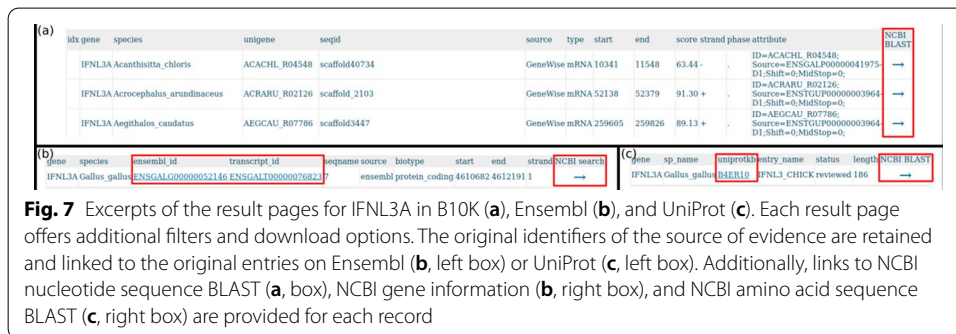 (a)
idx gene species unigene seqid source type start end score strand phase attribute NCBI BLAST
ID=ACACHL_R04548;
IFNL3A Acanthisitta_chloris ACACHL_R04548 scaffold40734 GeneWise mRNA 10341 11548 63.44 - . Source=ENSGALP00000041975- →
D1;Shift=0;MidStop=0;
ID=ACRARU_R02126;
IFNL3A Acrocephalus_arundinaceus ACRARU_R02126 scaffold_2103 GeneWise mRNA 52138 52379 91.30 + . Source=ENSTGUP00000003964- →
D1;Shift=0;MidStop=0;
ID=AEGCAU_R07786;
IFNL3A Aegithalos_caudatus AEGCAU_R07786 scaffold3447 GeneWise mRNA 259605 259826 89.13 + . Source=ENSTGUP00000003964- →
D1;Shift=0;MidStop=0;
(b)
gene species ensembl_id transcript_id seqname source biotype start end strand NCBI search
IFNL3A Gallus_gallus ENSGALG00000052146 ENSGALT00000076823 7 ensembl protein_coding 4610682 4612191 1 →
(c)
gene sp_name uniprotkb entry_name status length NCBI BLAST
IFNL3A Gallus_gallus B4ER10 IFNL3_CHICK reviewed 186 →
Fig. 7 Excerpts of the result pages for IFNL3A in B10K (a), Ensembl (b), and UniProt (c). Each result page
offers additional filters and download options. The original identifiers of the source of evidence are retained
and linked to the original entries on Ensembl (b, left box) or UniProt (c, left box). Additionally, links to NCBI
nucleotide sequence BLAST (a, box), NCBI gene information (b, right box), and NCBI amino acid sequence
BLAST (c, right box) are provided for each record